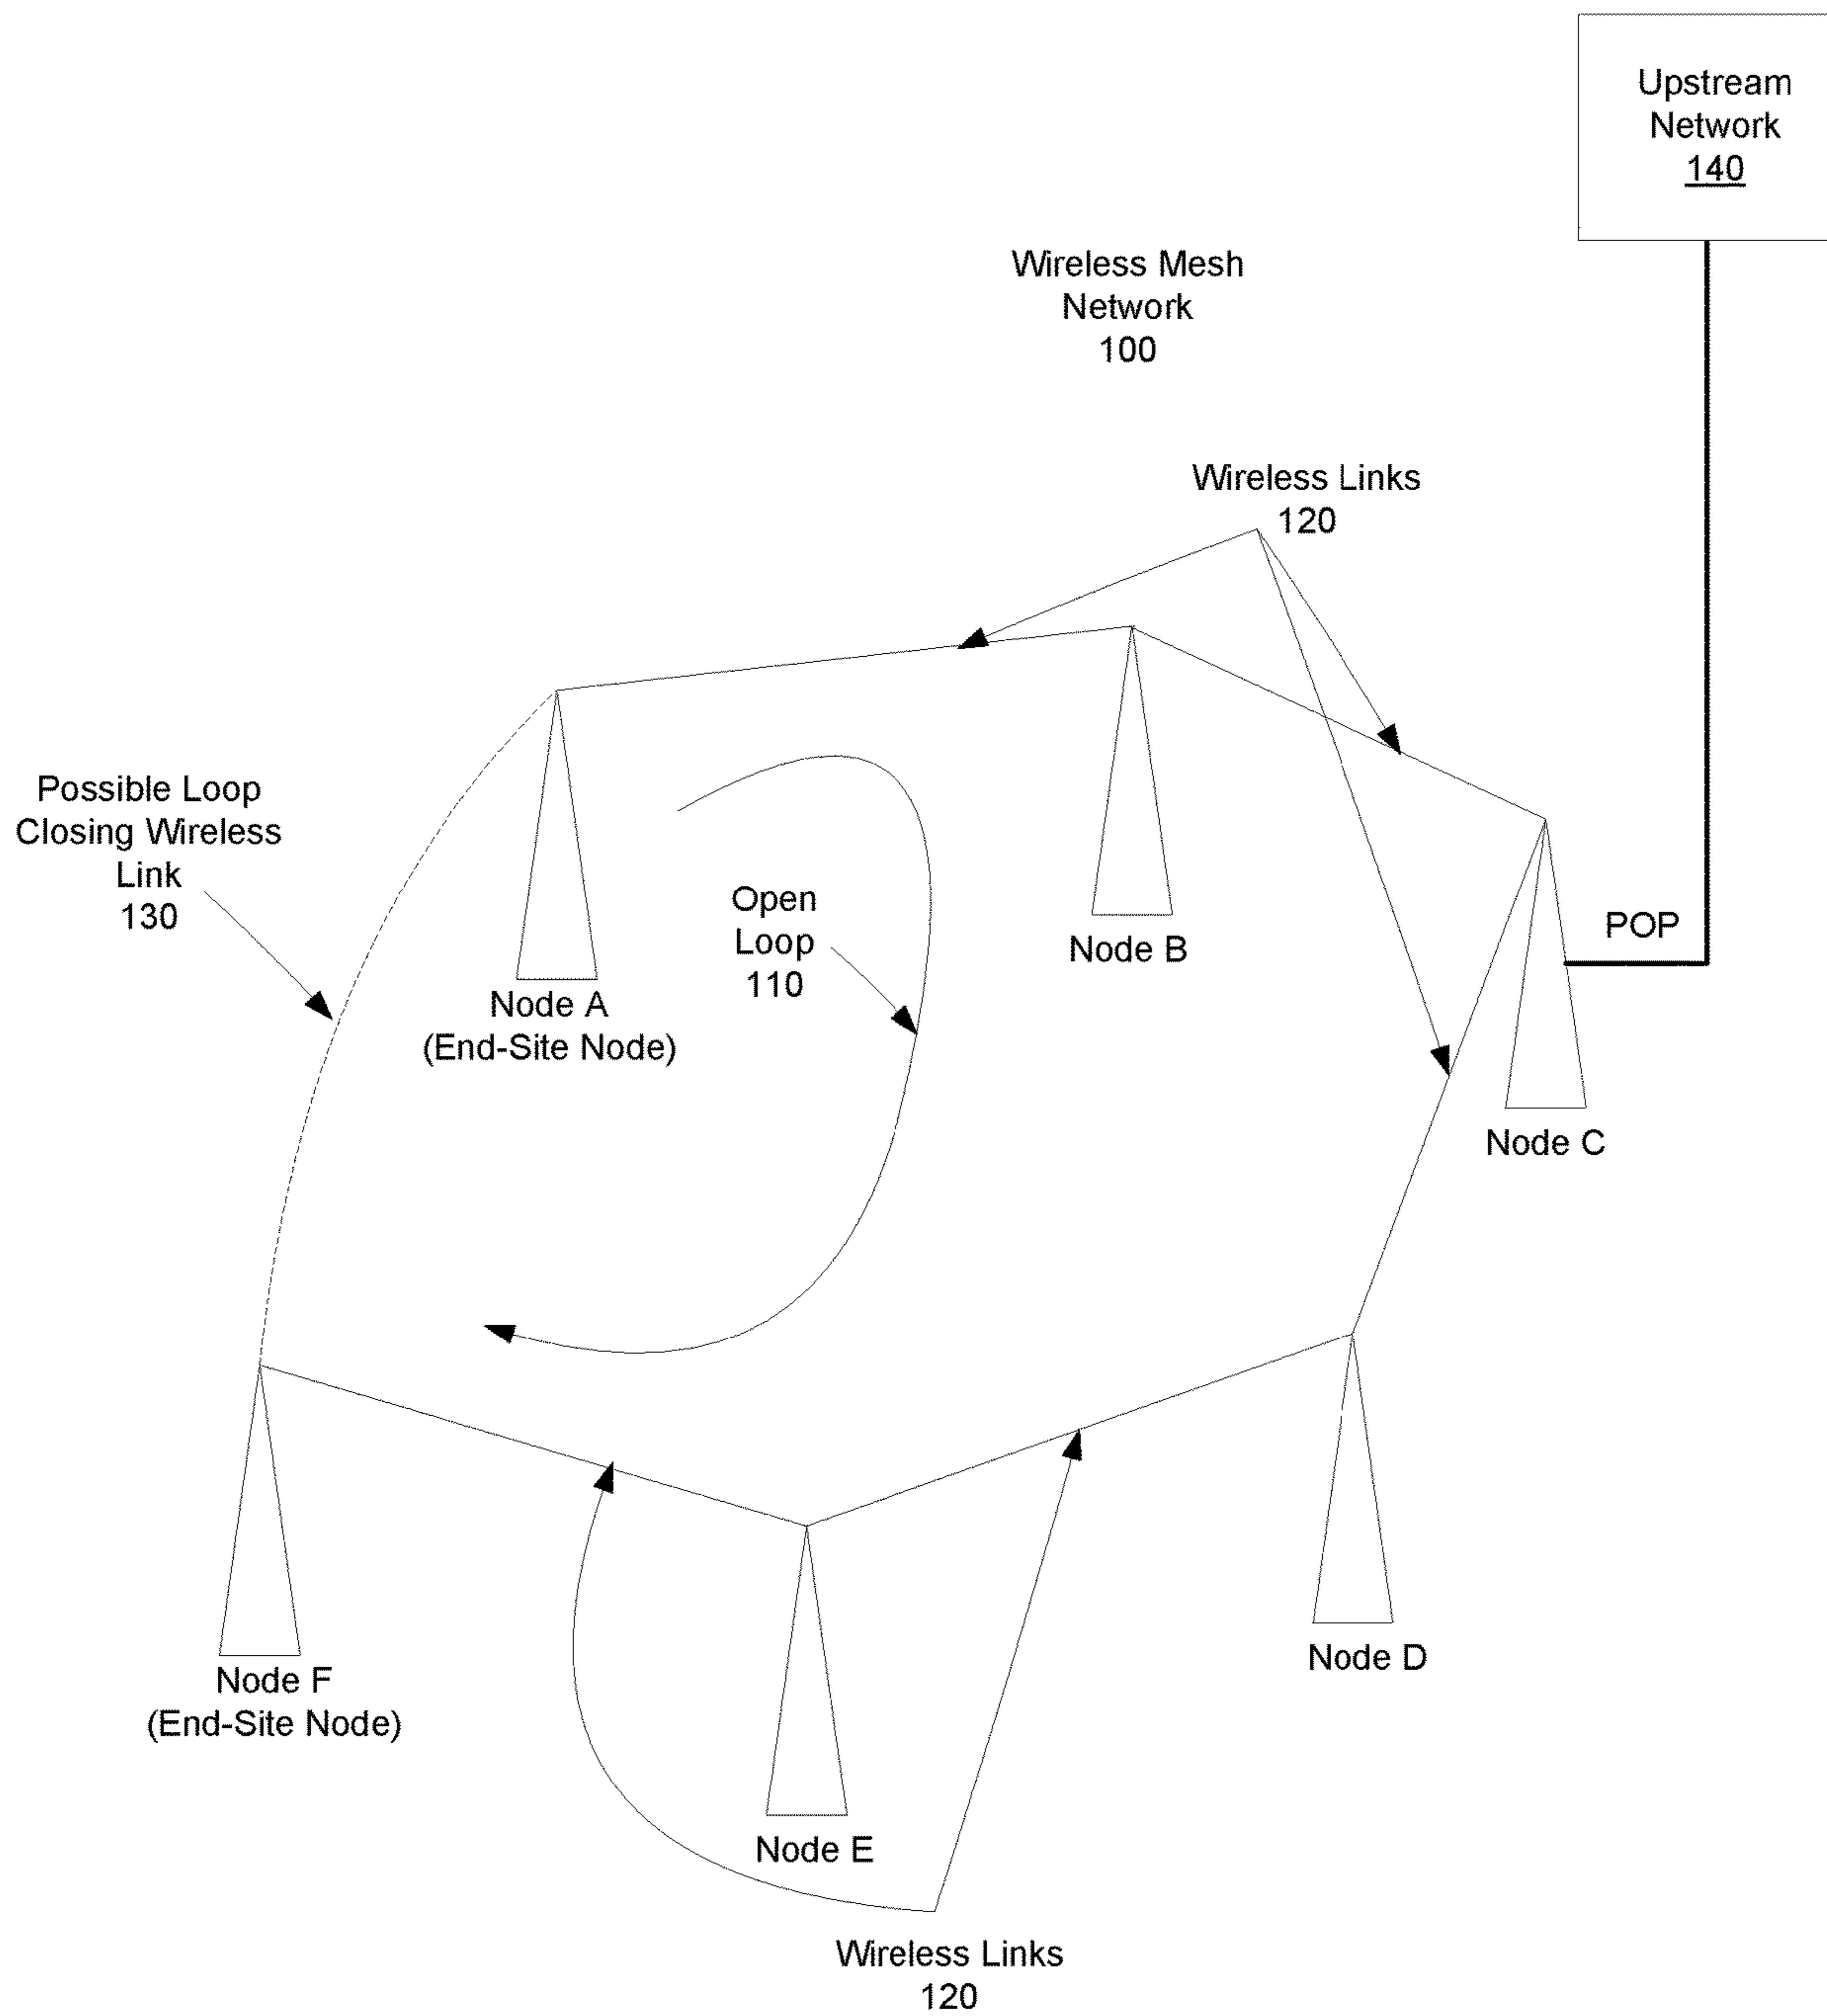 Upstream
Network
140
Wireless Mesh
Network
100
Wireless Links
120
Possible Loop
Closing Wireless
Link
130
Open
Loop
110
POP
Node B
Node A
(End-Site Node)
Node C
Node D
Node F
(End-Site Node)
Node E
Wireless Links
120